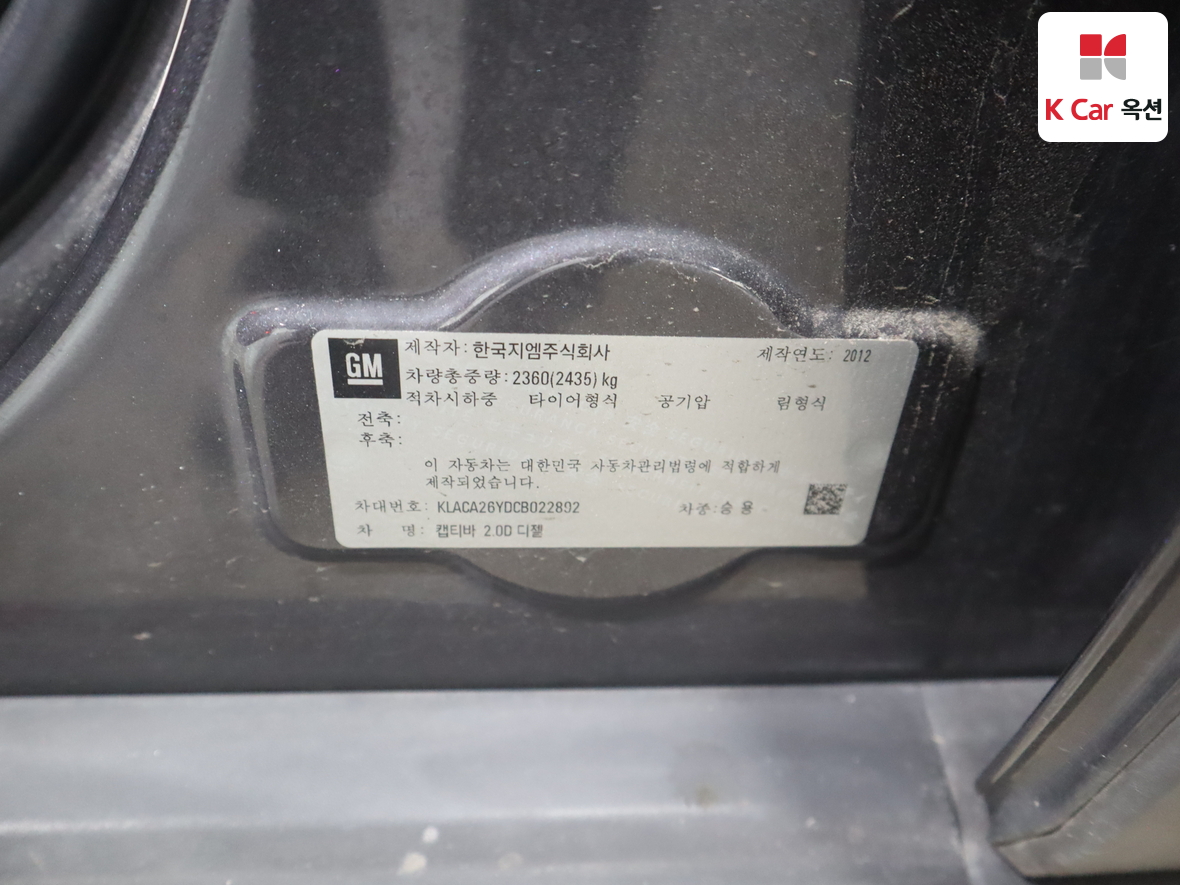 K Car 옥션
GM
제작자: 한국지엠주식회사 제작연도: 2012
차량총중량: 2360(2435) kg
적차시하중 타이어형식 공기압 림형식
전축:
후축:
이 자동차는 대한민국 자동차관리법령에 적합하게
제작되었습니다.
차대번호: KLACA26YDCB022892 차종:승용
차 명: 캡티바 2.0D 디젤